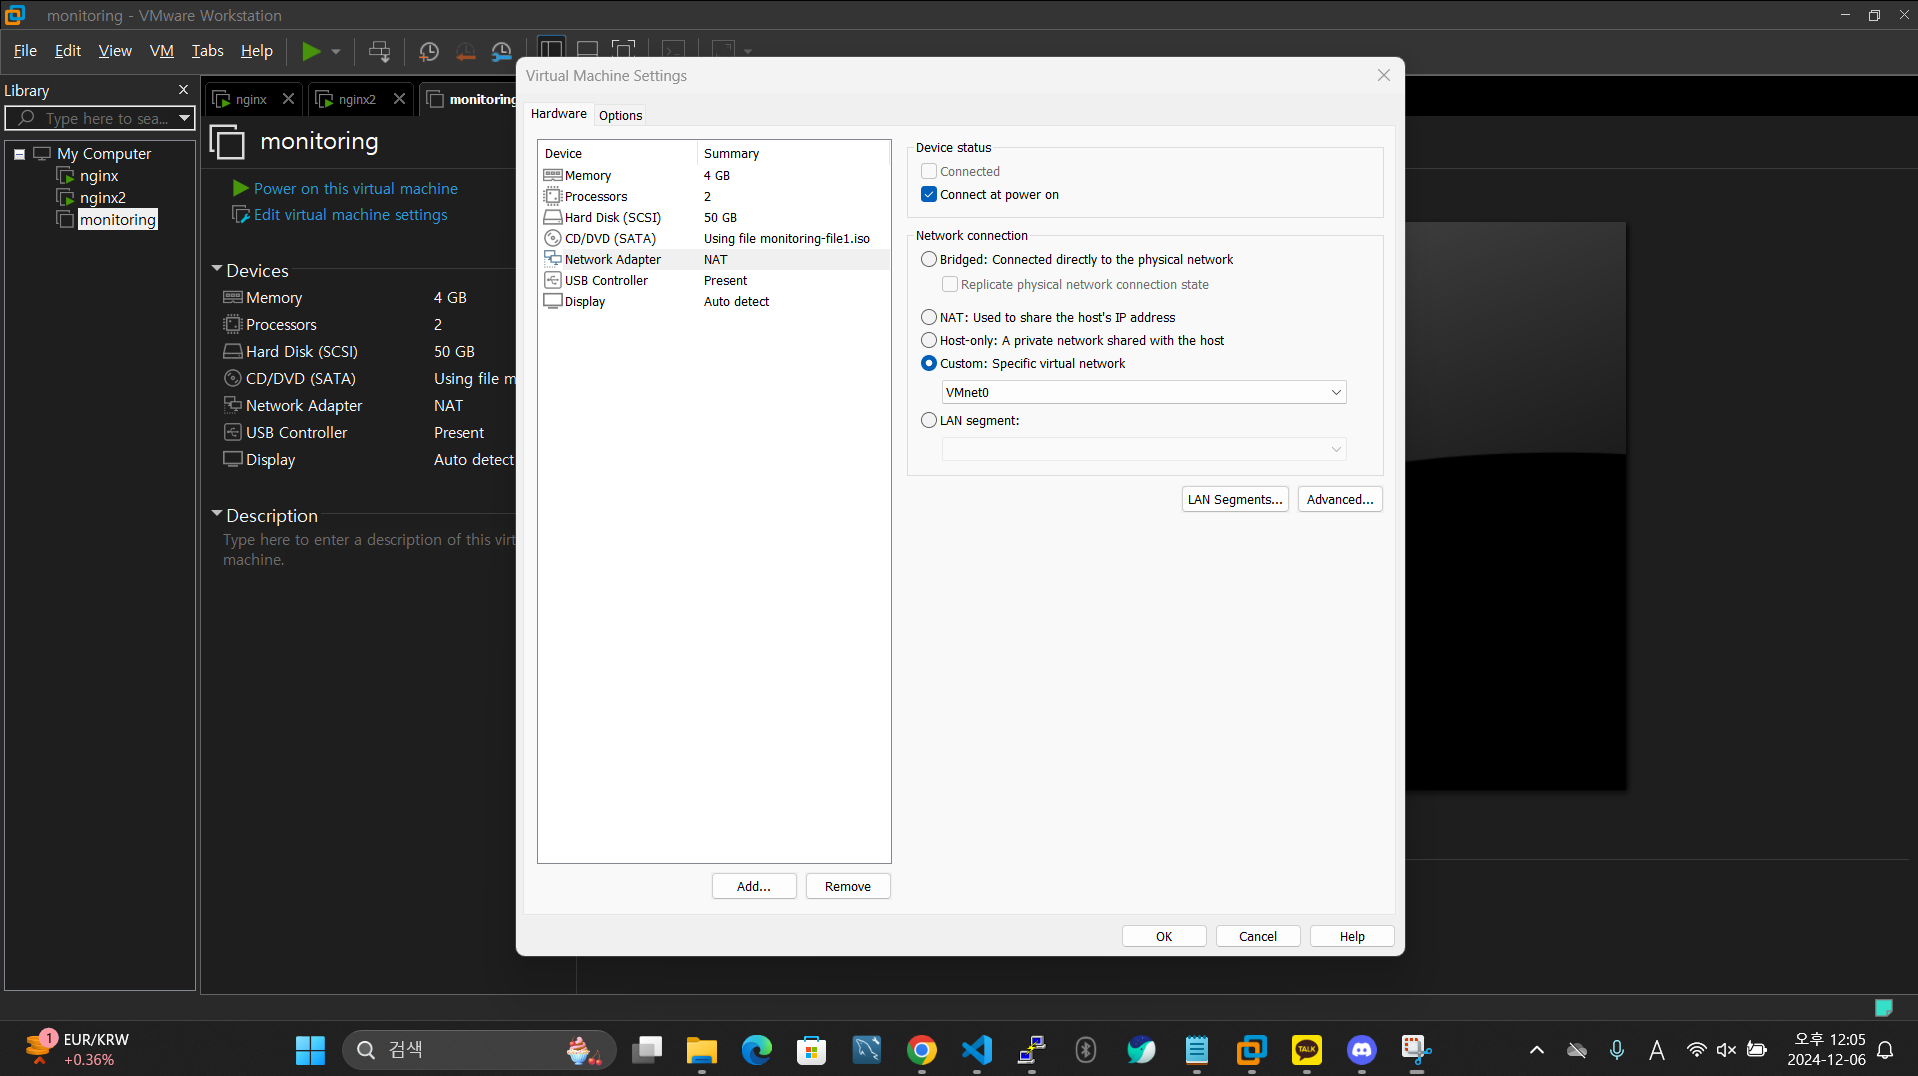 monitoring - VMware Workstation
File Edit View VM Tabs Help
Library
Type here to sea...
My Computer
nginx
nginx2
monitoring
nginx
nginx2
monitoring
monitoring
Power on this virtual machine
Edit virtual machine settings
Devices
Memory 4 GB
Processors 2
Hard Disk (SCSI) 50 GB
CD/DVD (SATA) Using file m
Network Adapter NAT
USB Controller Present
Display Auto detect
Description
Type here to enter a description of this virt
machine.
Virtual Machine Settings
Hardware Options
Device Summary
Memory 4 GB
Processors 2
Hard Disk (SCSI) 50 GB
CD/DVD (SATA) Using file monitoring-file1.iso
Network Adapter NAT
USB Controller Present
Display Auto detect
Add... Remove
Device status
Connected
Connect at power on
Network connection
Bridged: Connected directly to the physical network
Replicate physical network connection state
NAT: Used to share the host's IP address
Host-only: A private network shared with the host
Custom: Specific virtual network
VMnet0
LAN segment:
LAN Segments... Advanced...
OK Cancel Help
1
EUR/KRW
+0.36%
검색
TALK
A
오후 12:05
2024-12-06